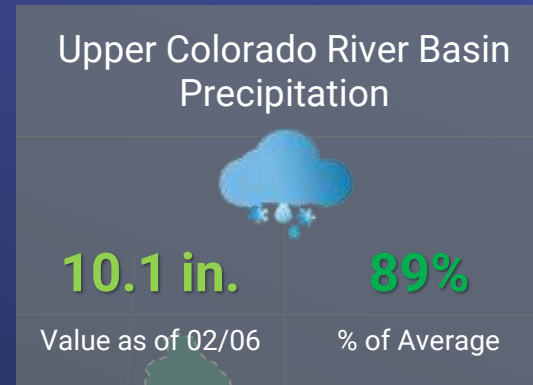 Upper Colorado River Basin
Precipitation
10.1 in. 89%
Value as of 02/06 % of Average